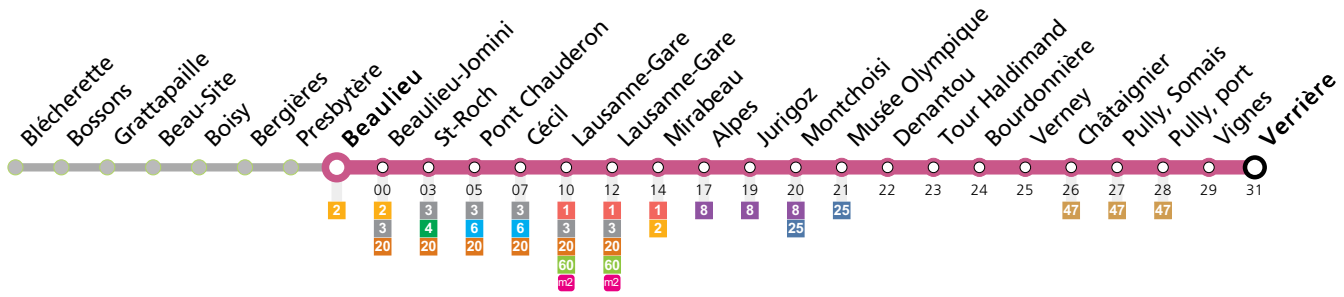 Blécherette
Bossons
Grattapaille
Beau-Site
Boisy
Bergières
Presbytère
Beaulieu
Beaulieu-Jomini
St-Roch
Pont Chauderon
Cécil
Lausanne-Gare
Lausanne-Gare
Mirabeau
Alpes
Jurigoz
Montchoisi
Musée Olympique
Denantou
Tour Haldimand
Bourdonnière
Verney
Châtaignier
Pully, Somais
Pully, port
Vignes
Verrière
00 03 05 07 10 12 14 17 19 20 21 22 23 24 25 26 27 28 29 31
2 2 3 3 3 1 1 1 8 8 8 25 47 47 47
3 4 6 6 3 3 2 25
20 20 20 20 20 20
60 60
m2 m2